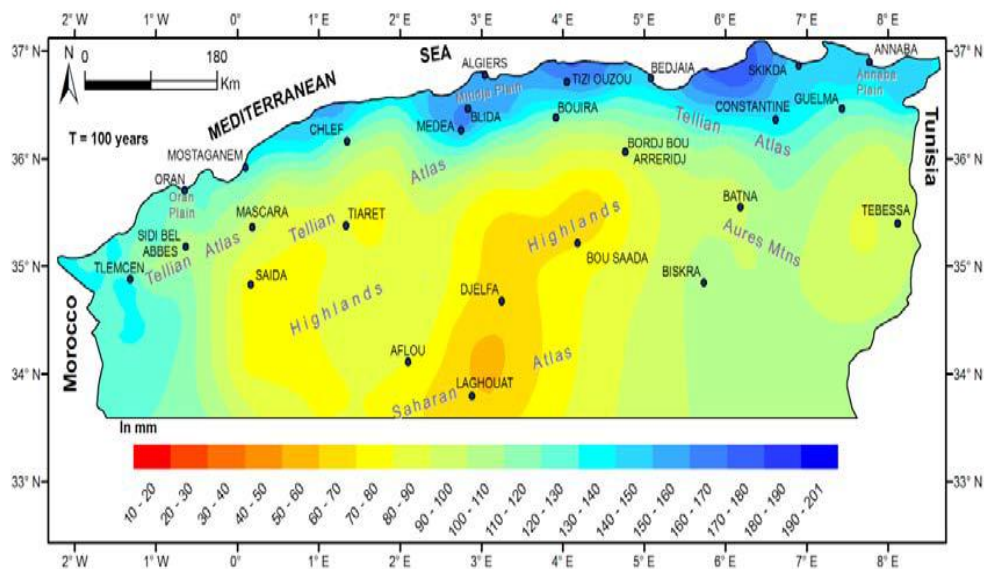 2° W 1° W 0° 1° E 2° E 3° E 4° E 5° E 6° E 7° E 8° E
37° N 37° N
N
0 180
Km
MEDITERRANEAN SEA
T = 100 years
ALGIERS
TIZI OUZOU
BEDJAIA
SKIKDA
ANNABA
Annaba
Plain
Mitidja Plain
BLIDA
MEDEA
BOUIRA
CONSTANTINE
GUELMA
CHLEF
Tellian
Atlas
36° N 36° N
MOSTAGANEM
Atlas
BORDJ BOU
ARRERIDJ
Tunisia
ORAN
Oran
Plain
MASCARA
TIARET
Tellian
Highlands
BATNA
TEBESSA
SIDI BEL
ABBES
Atlas
Tellian
BOU SAADA
Aures Mtns
35° N 35° N
TLEMCEN
SAIDA
BISKRA
DJELFA
Highlands
Morocco
AFLOU
Atlas
34° N 34° N
LAGHOUAT
Saharan
In mm
33° N 33° N
10 - 20
20 - 30
30 - 40
40 - 50
50 - 60
60 - 70
70 - 80
80 - 90
90 - 100
100 - 110
110 - 120
120 - 130
130 - 140
140 - 150
150 - 160
160 - 170
170 - 180
180 - 190
190 - 201
2° W 1° W 0° 1° E 2° E 3° E 4° E 5° E 6° E 7° E 8° E